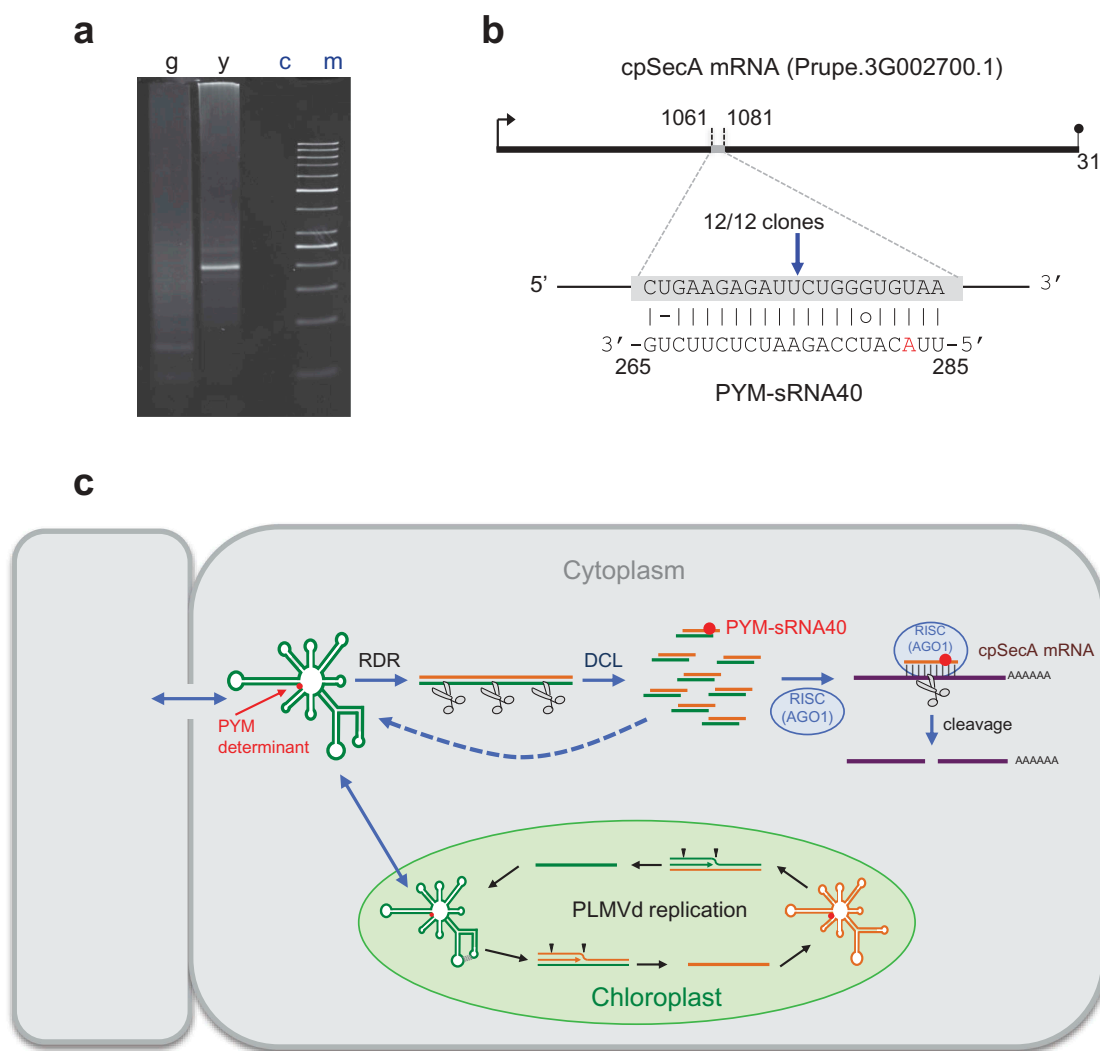 a
g y c m
b
cpSecA mRNA (Prupe.3G002700.1)
1061 1081
31
12/12 clones
5' CUGAAGAGAUUCUGGGUGUAA 3'
3'-GUCUUCUCUAAGACCUACAUU-5'
265 285
PYM-sRNA40
c
Cytoplasm
PYM-sRNA40
RISC
(AGO1)
cpSecA mRNA
AAAAAA
RDR
DCL
RISC
(AGO1)
cleavage
AAAAAA
PYM
determinant
PLMVd replication
Chloroplast